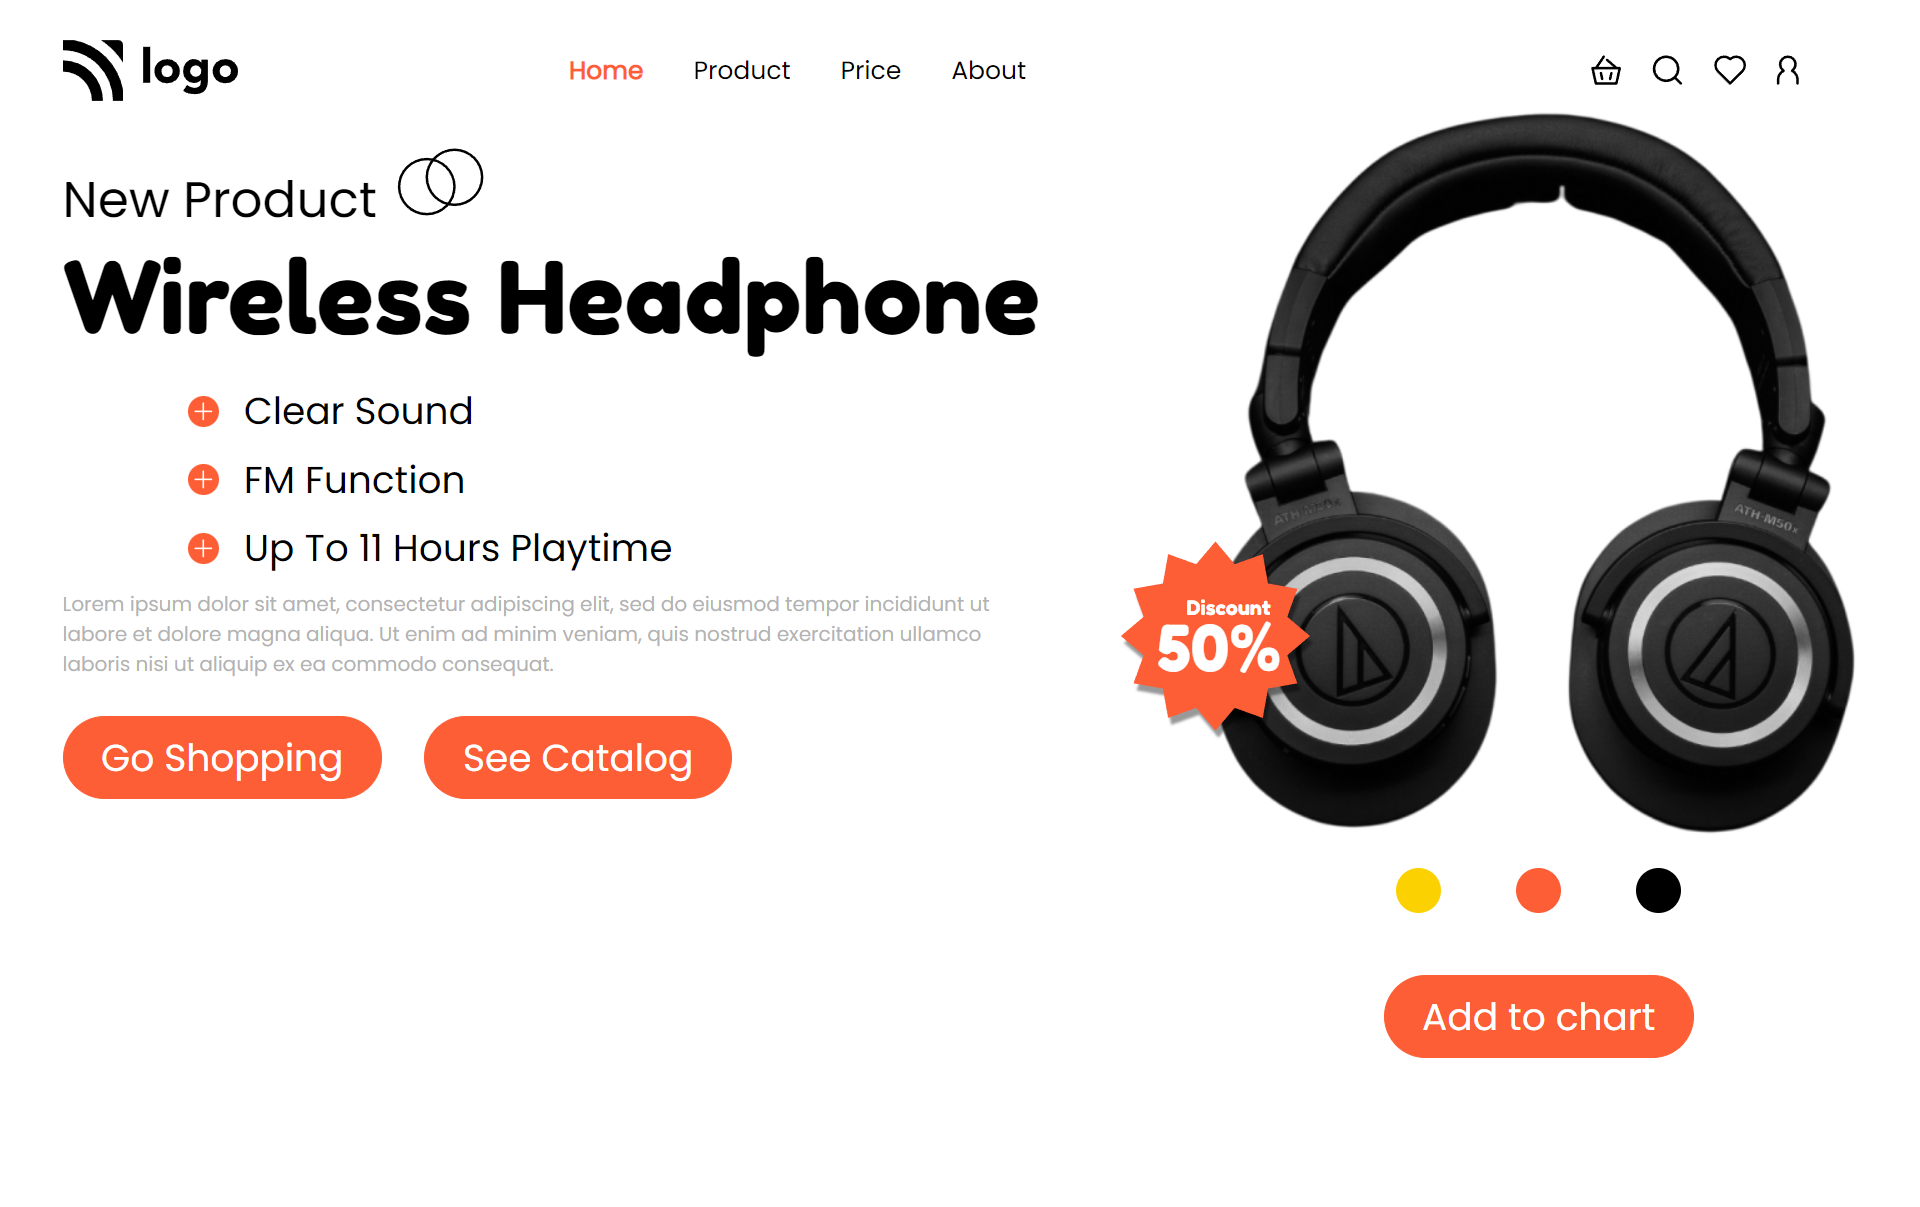 logo
Home Product Price About
New Product
Wireless Headphone
Clear Sound
FM Function
Up To 11 Hours Playtime
Lorem ipsum dolor sit amet, consectetur adipiscing elit, sed do eiusmod tempor incididunt ut
labore et dolore magna aliqua. Ut enim ad minim veniam, quis nostrud exercitation ullamco
laboris nisi ut aliquip ex ea commodo consequat.
Go Shopping
See Catalog
ATH-M50x
ATH-M50x
Discount
50%
Add to chart